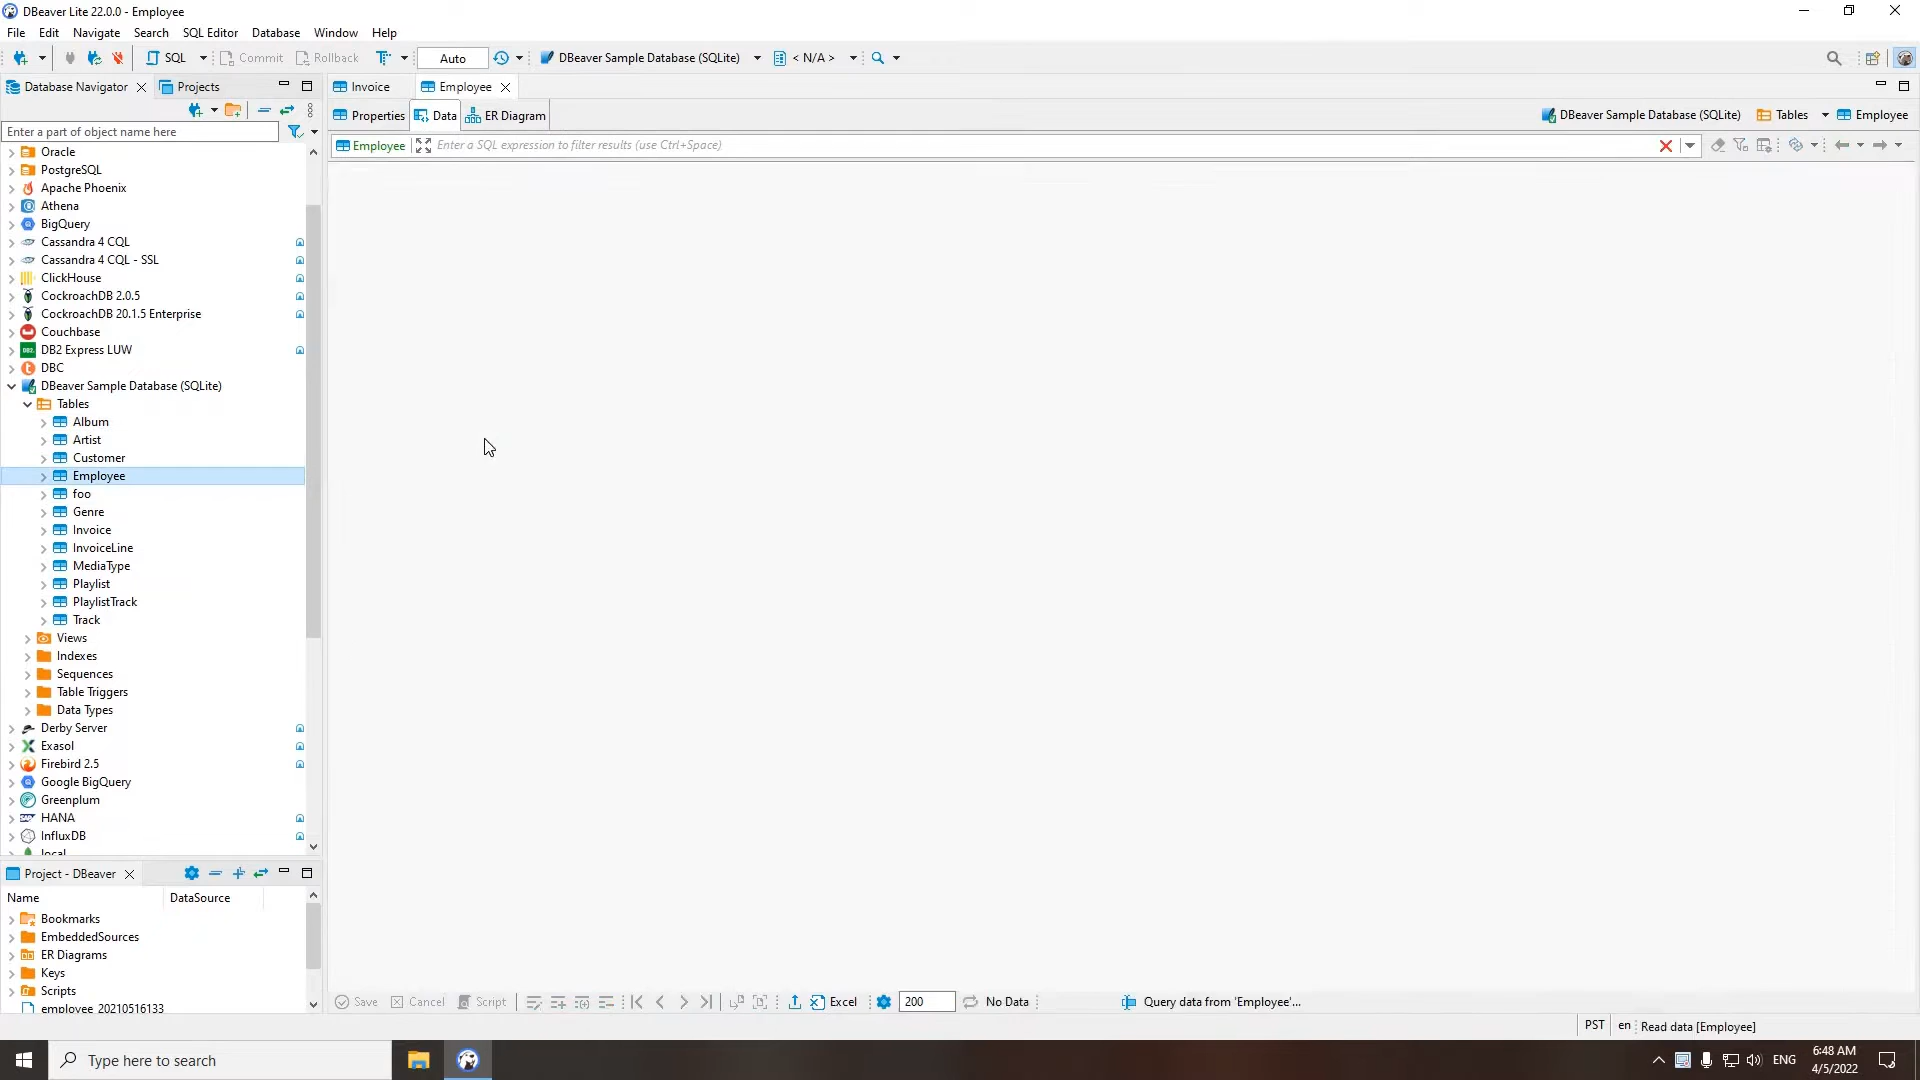 DBeaver Lite 22.0.0 - Employee
File Edit Navigate Search SQL Editor Database Window Help
SQL Commit Rollback Auto DBeaver Sample Database (SQLite) < N/A >
Database Navigator Projects
Invoice Employee
Properties Data ER Diagram
DBeaver Sample Database (SQLite) Tables Employee
Enter a part of object name here
Employee Enter a SQL expression to filter results (use Ctrl+Space)
Oracle
PostgreSQL
Apache Phoenix
Athena
BigQuery
Cassandra 4 CQL
Cassandra 4 CQL - SSL
ClickHouse
CockroachDB 2.0.5
CockroachDB 20.1.5 Enterprise
Couchbase
DB2 Express LUW
DBC
DBeaver Sample Database (SQLite)
Tables
Album
Artist
Customer
Employee
foo
Genre
Invoice
InvoiceLine
MediaType
Playlist
PlaylistTrack
Track
Views
Indexes
Sequences
Table Triggers
Data Types
Derby Server
Exasol
Firebird 2.5
Google BigQuery
Greenplum
HANA
InfluxDB
local
Project - DBeaver
Name DataSource
Bookmarks
EmbeddedSources
ER Diagrams
Keys
Scripts
employee_20210516133
Save Cancel Script Excel 200 No Data Query data from 'Employee'...
PST en Read data [Employee]
Type here to search
ENG
6:48 AM
4/5/2022